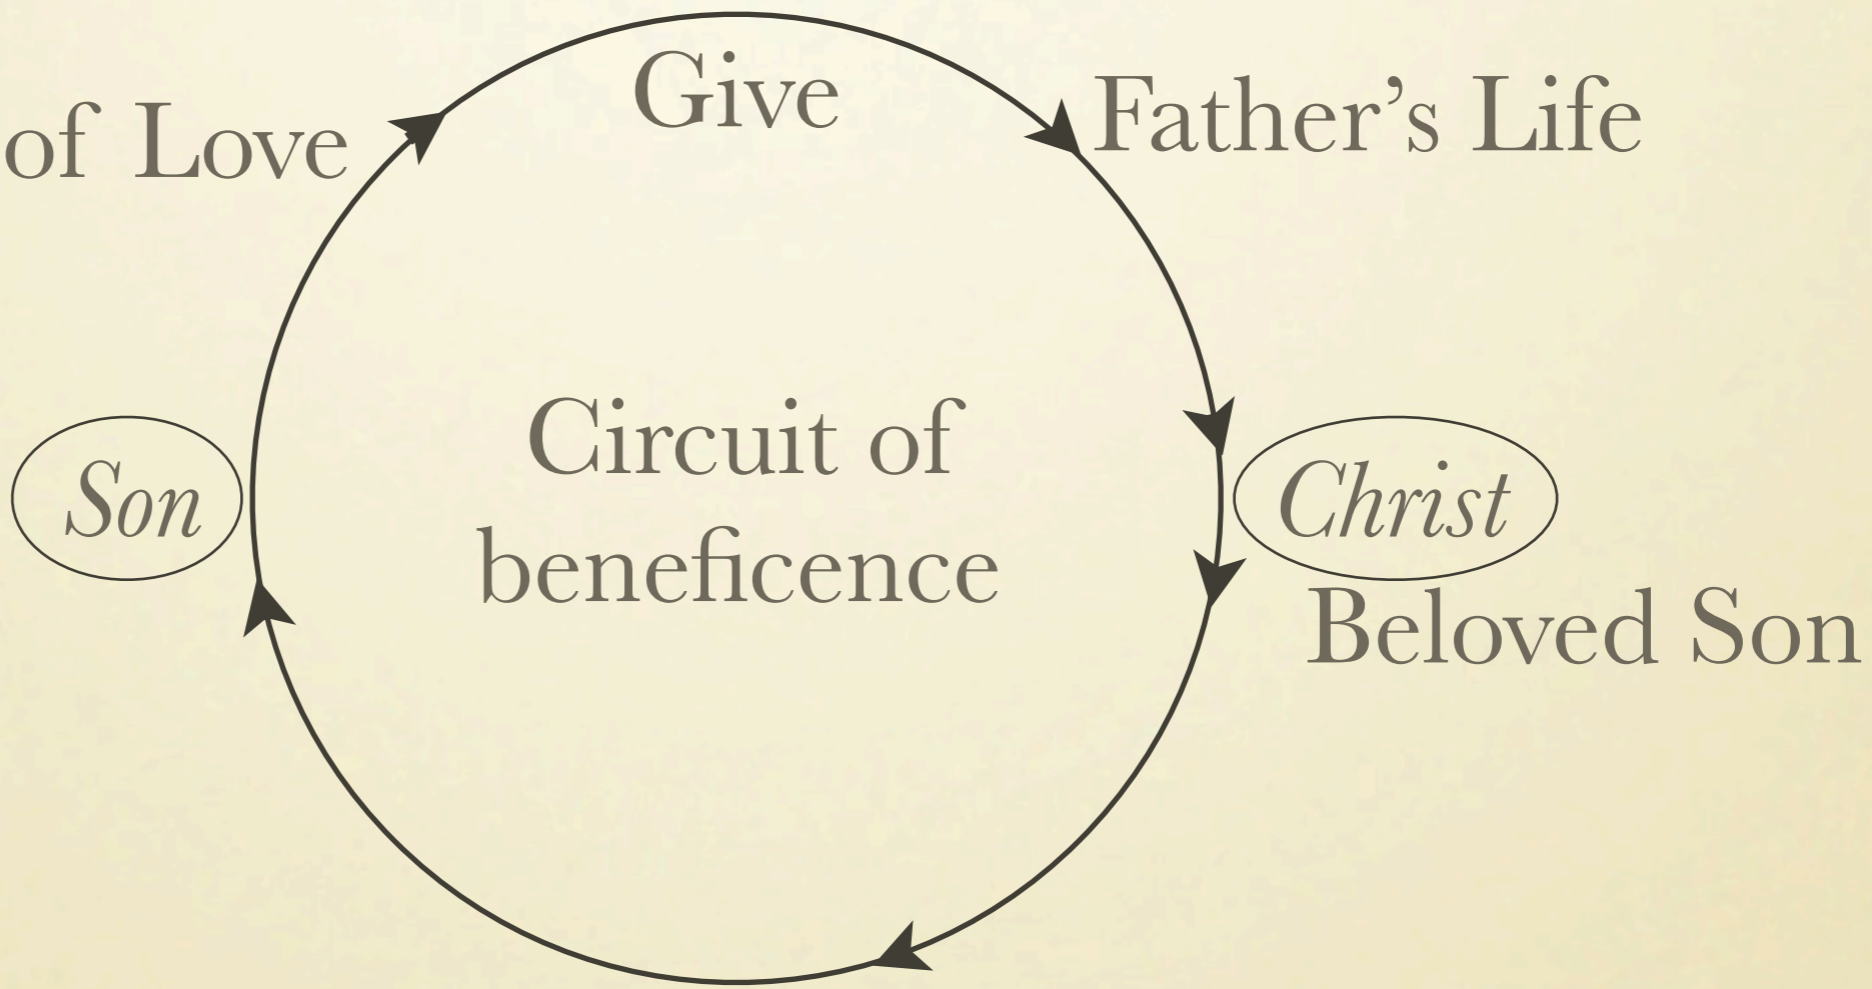 Give
of Love
Father’s Life
Circuit of
beneficence
Son
Christ
Beloved Son